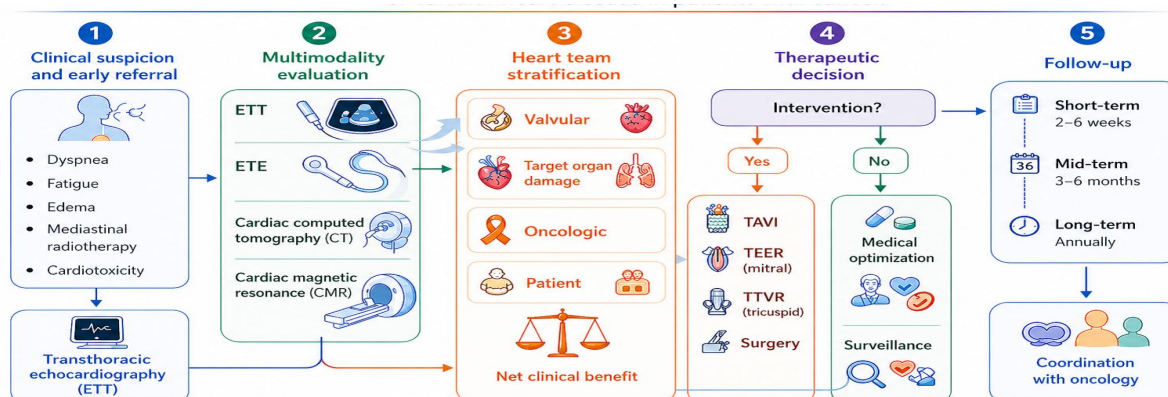 1
Clinical suspicion
and early referral
Dyspnea
Fatigue
Edema
Mediastinal
radiotherapy
Cardiotoxicity
Transthoracic
echocardiography
(ETT)
2
Multimodality
evaluation
ETT
ETE
Cardiac computed
tomography (CT)
Cardiac magnetic
resonance (CMR)
3
Heart team
stratification
Valvular
Target organ
damage
Oncologic
Patient
Net clinical benefit
4
Therapeutic
decision
Intervention?
Yes
No
TAVI
TEER
(mitral)
TTVR
(tricuspid)
Surgery
Medical
optimization
Surveillance
5
Follow-up
Short-term
2–6 weeks
36
Mid-term
3–6 months
Long-term
Annually
Coordination
with oncology